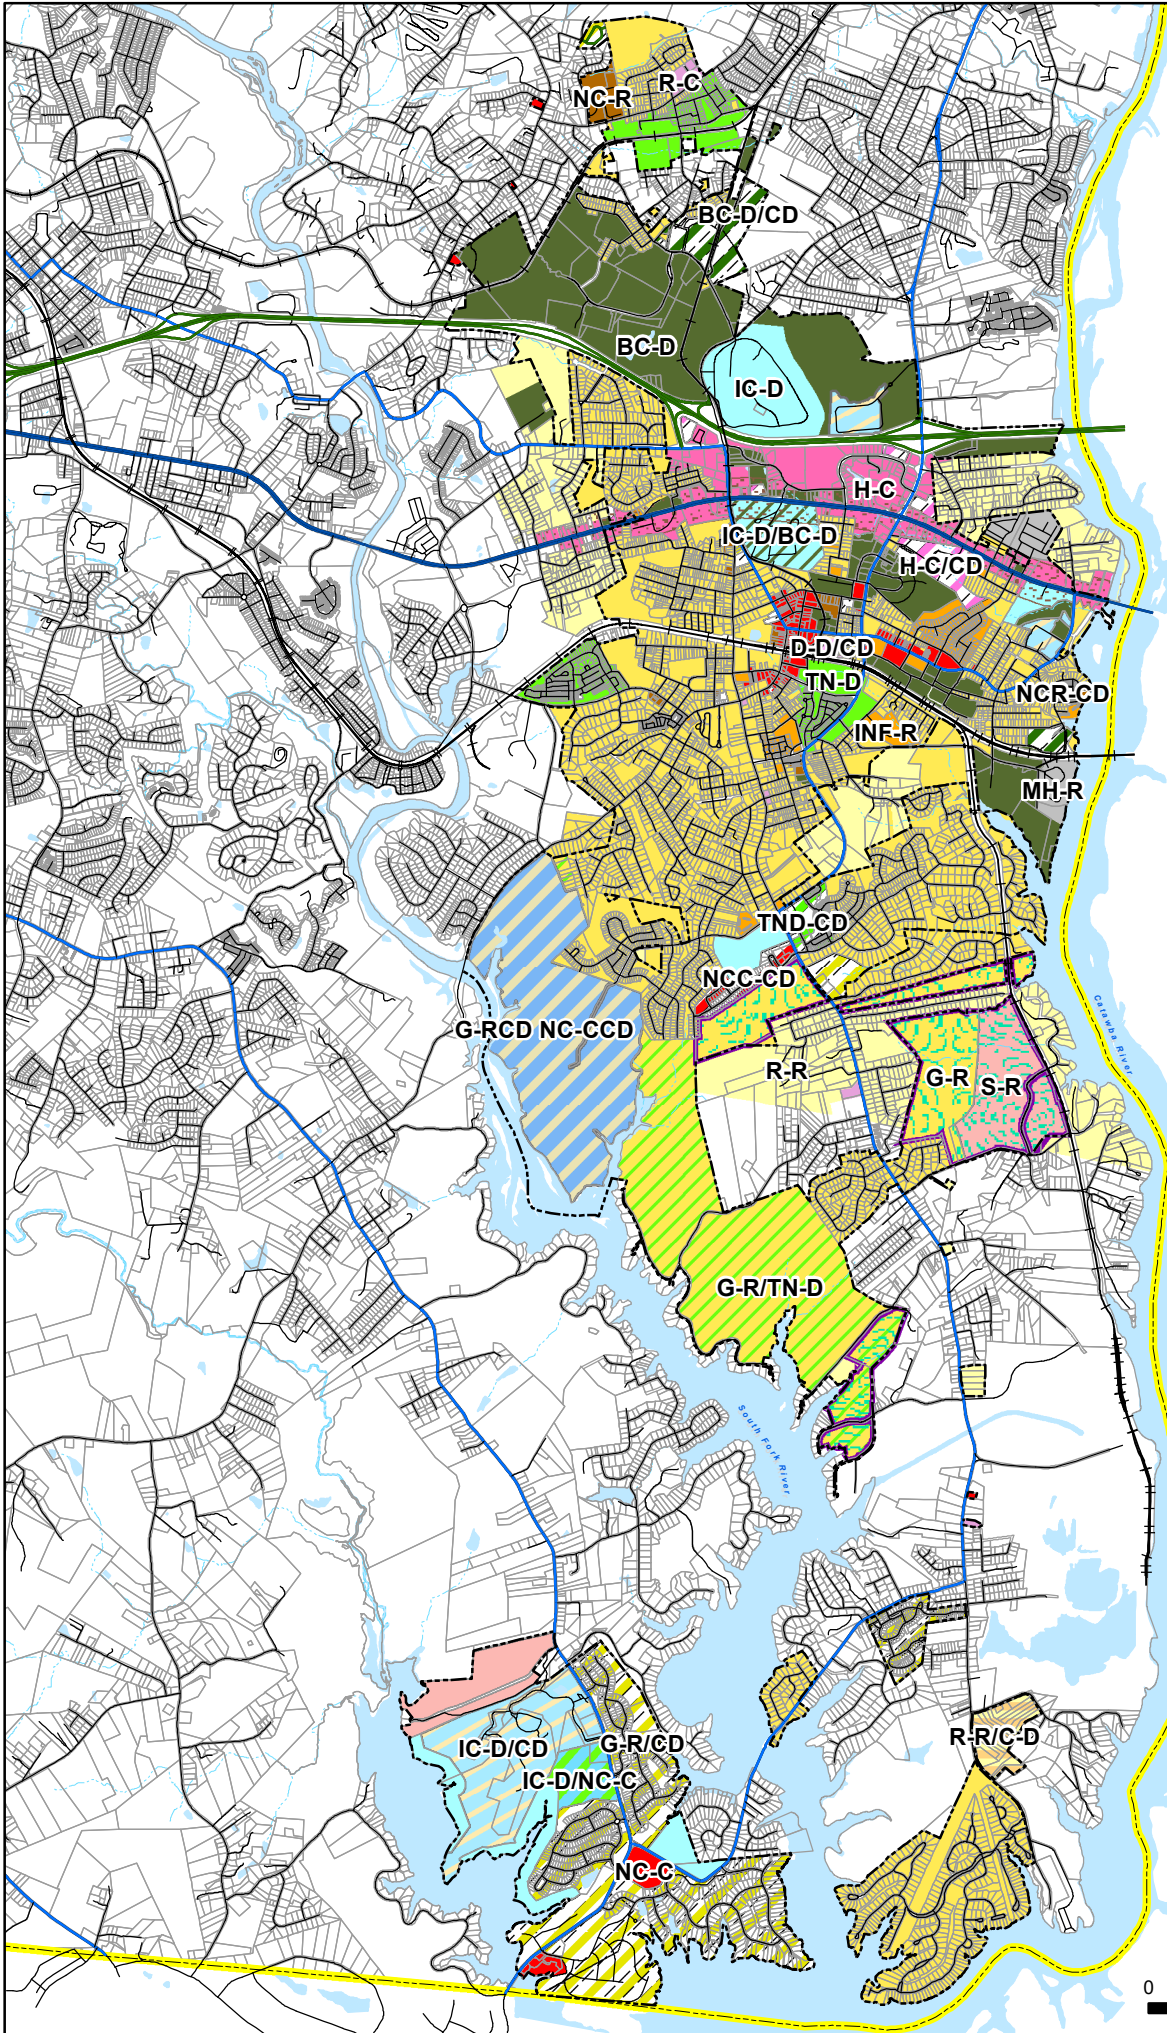 R-C
NC-R
BC-D/CD
BC-D
IC-D
H-C
IC-D/BC-D
H-C/CD
D-D/CD
TN-D
NCR-CD
INF-R
MH-R
TND-CD
NCC-CD
Catawba River
G-RCD NC-CCD
R-R
G-R
S-R
G-R/TN-D
South Fork River
R-R/C-D
IC-D/CD
G-R/CD
IC-D/NC-C
NC-C
0